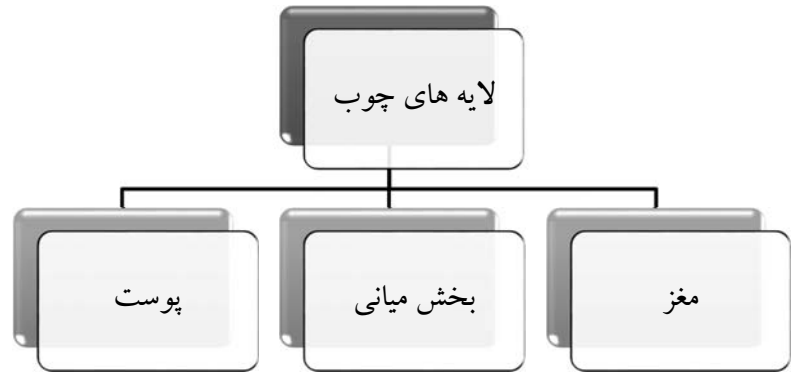 لایه های چوب
مغز
بخش میانی
پوست